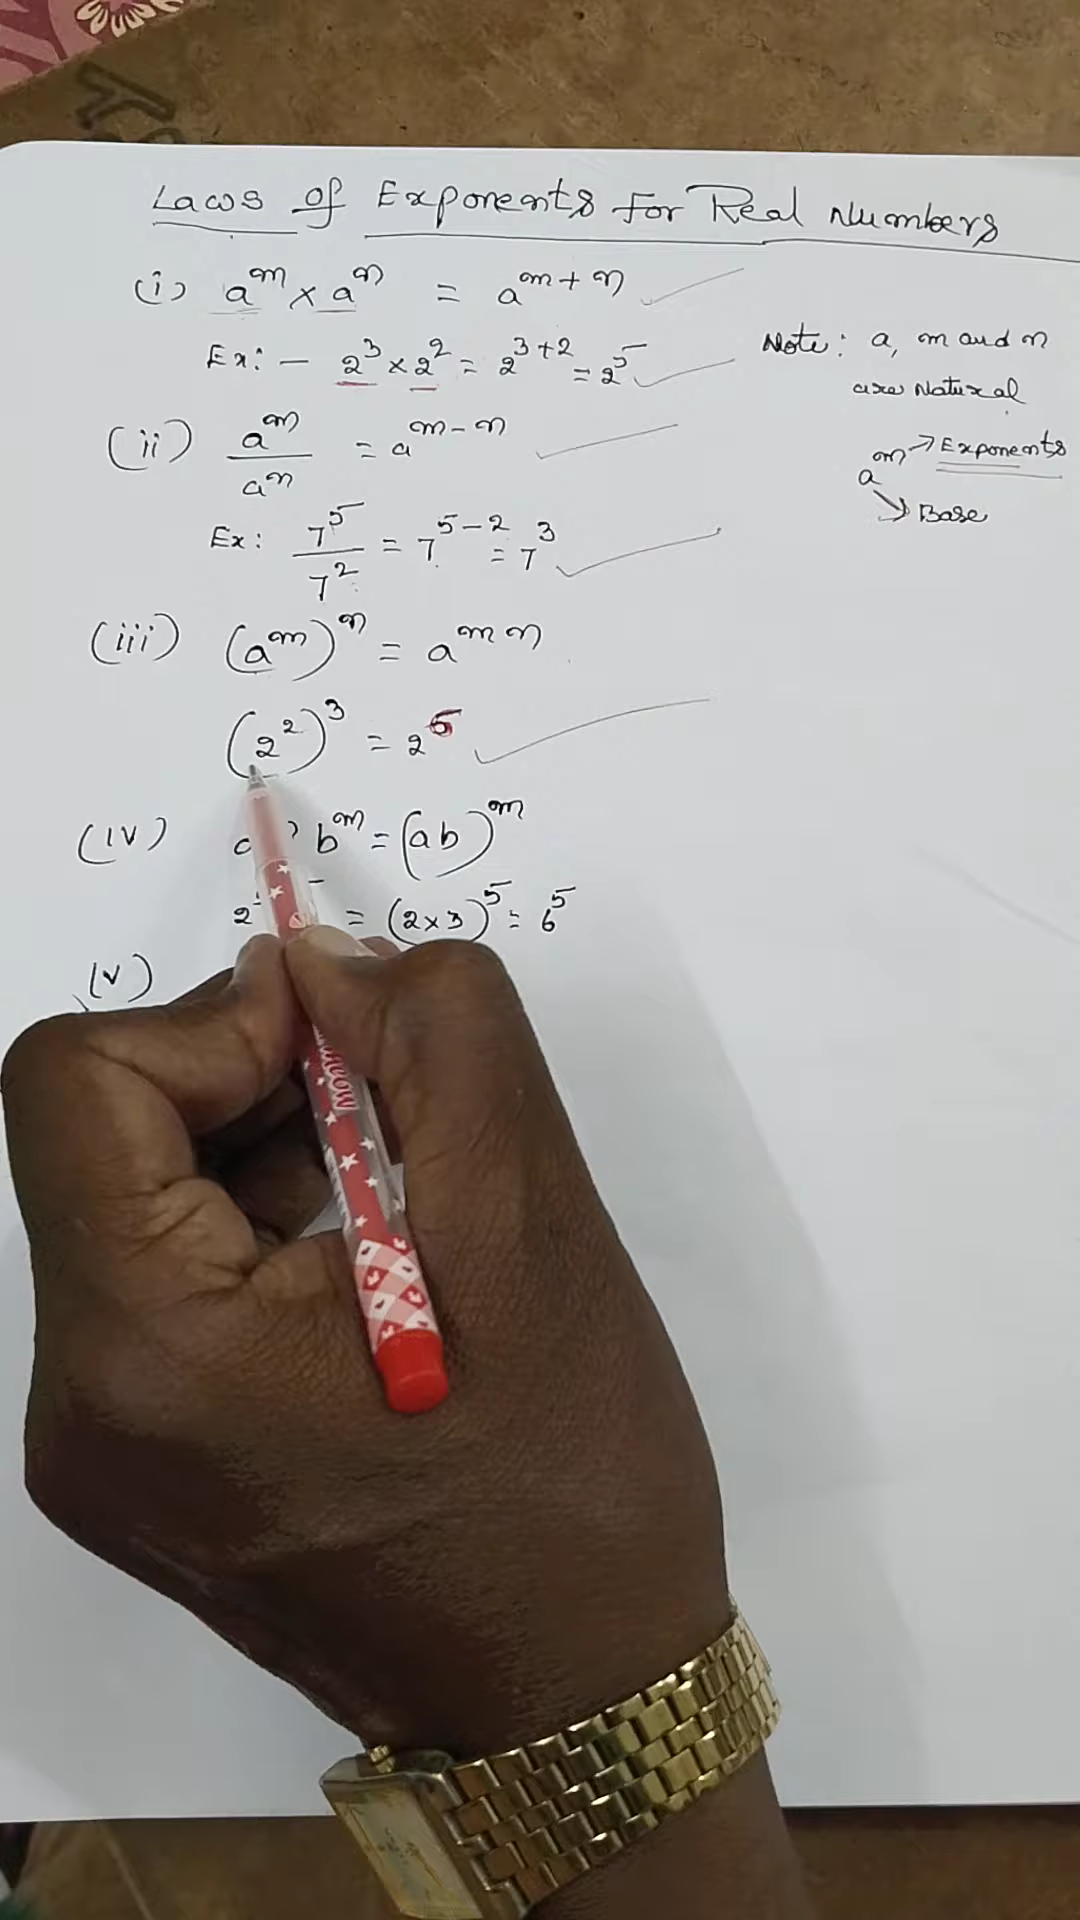 Laws of Exponents for Real Numbers
(i) a^m × a^n = a^(m+n)
Ex:- 2^3 × 2^2 = 2^(3+2) = 2^5
Note: a, m and n
are Natural
a^m → Exponents
↘ Base
(ii) a^m / a^n = a^(m-n)
Ex: 7^5 / 7^2 = 7^(5-2) = 7^3
(iii) (a^m)^n = a^(mn)
(2^2)^3 = 2
(iv) b^m = (ab)^m
2 = (2×3)^5 = 6^5
(v)